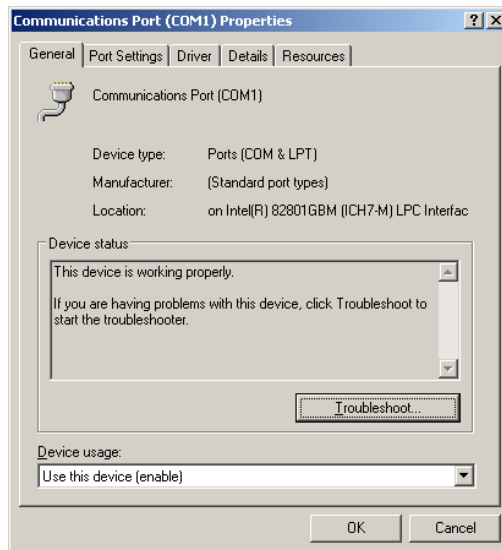 Communications Port (COM1) Properties
General Port Settings Driver Details Resources
Communications Port (COM1)
Device type: Ports (COM & LPT)
Manufacturer: (Standard port types)
Location: on Intel(R) 82801GBM (ICH7-M) LPC Interfac
Device status
This device is working properly.
If you are having problems with this device, click Troubleshoot to
start the troubleshooter.
Troubleshoot...
Device usage:
Use this device (enable)
OK Cancel